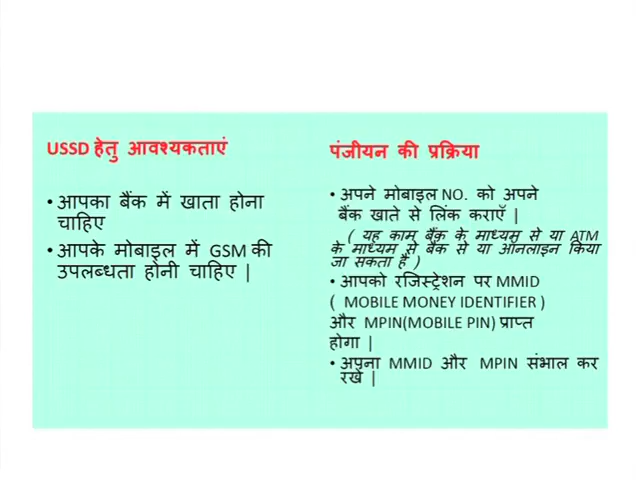 USSD हेतु आवश्यकताएं
• आपका बैंक में खाता होना
चाहिए
• आपके मोबाइल में GSM की
उपलब्धता होनी चाहिए |
पंजीयन की प्रक्रिया
• अपने मोबाइल NO. को अपने
बैंक खाते से लिंक कराएॅ |
( यह काम बैंक के माध्यम से या ATM
के माध्यम से बैंक से या ऑनलाइन किया
जा सकता है )
• आपको रजिस्ट्रेशन पर MMID
( MOBILE MONEY IDENTIFIER )
और MPIN(MOBILE PIN) प्राप्त
होगा |
• अपना MMID और MPIN संभाल कर
रखे |